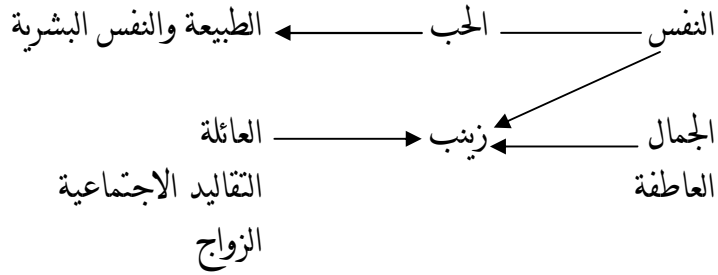 النفس الحب الطبيعة والنفس البشرية
الجمال زينب العائلة
العاطفة التقاليد الاجتماعية
الزواج